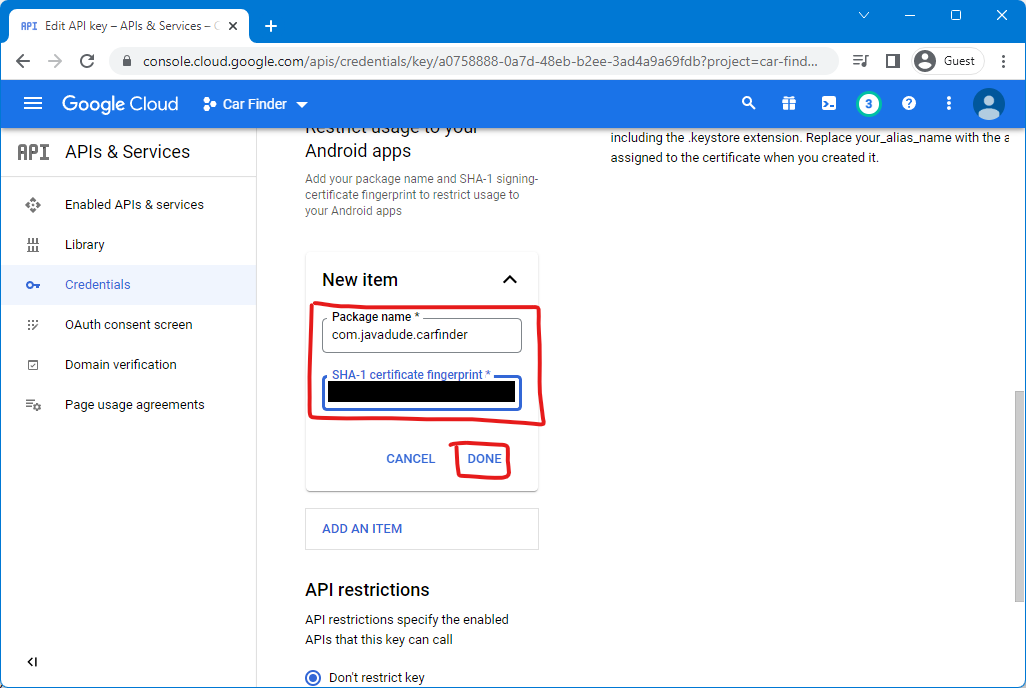 API Edit API key – APIs & Services –
console.cloud.google.com/apis/credentials/key/a0758888-0a7d-48eb-b2ee-3ad4a9a69fdb?project=car-find...
Guest
Google Cloud
Car Finder
3
API APIs & Services
Enabled APIs & services
Library
Credentials
OAuth consent screen
Domain verification
Page usage agreements
Restrict usage to your
Android apps
Add your package name and SHA-1 signing-
certificate fingerprint to restrict usage to
your Android apps
New item
Package name *
com.javadude.carfinder
SHA-1 certificate fingerprint *
CANCEL
DONE
ADD AN ITEM
API restrictions
API restrictions specify the enabled
APIs that this key can call
Don't restrict key
including the .keystore extension. Replace your_alias_name with the a
assigned to the certificate when you created it.